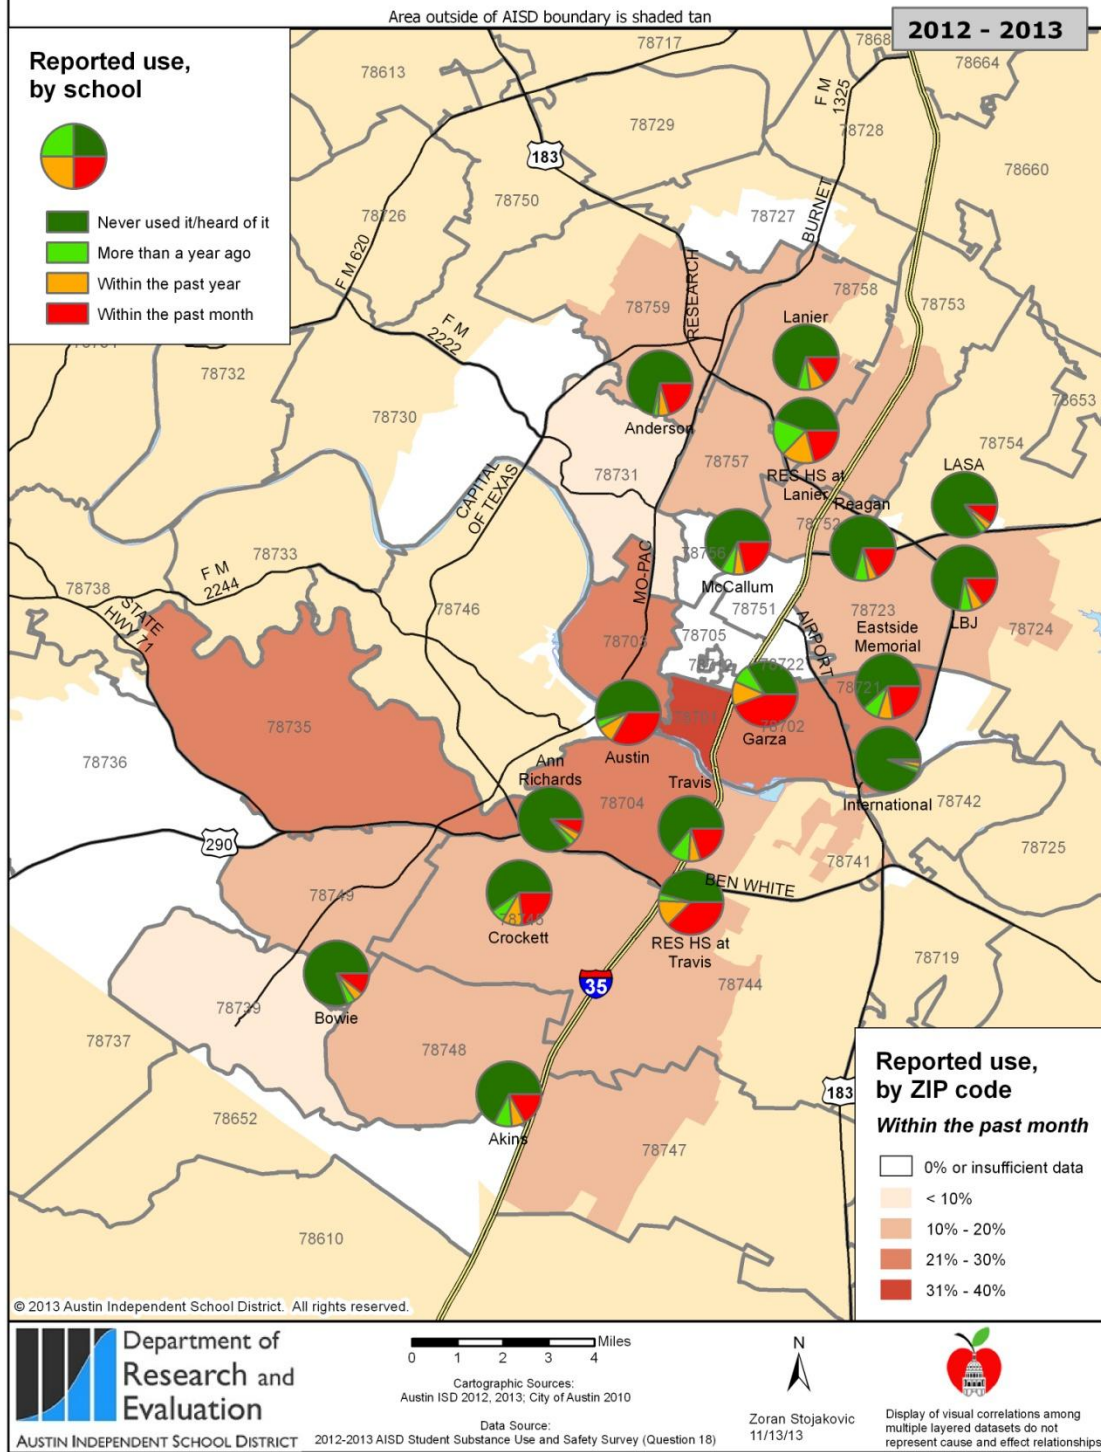 Area outside of AISD boundary is shaded tan
2012 - 2013
Reported use,
by school
Never used it/heard of it
More than a year ago
Within the past year
Within the past month
78717
78664
78613
78729
F M
1325
78728
183
78660
78750
78726
78727
BURNET
F M 620
RESEARCH
78759
78758
78753
Lanier
F M
2222
78732
78730
Anderson
78653
78754
78731
78757
RES HS at
Lanier
LASA
Reagan
CAPITAL
OF TEXAS
78752
78733
F M
2244
78756
McCallum
MO-PAC
78738
STATE
HWY 71
78746
78751
78723
LBJ
78724
78703
78705
AIRPORT
Eastside
Memorial
78722
78721
78735
78702
Garza
78736
Austin
Ann
Richards
Travis
78704
International
78742
290
78741
78725
BEN WHITE
78749
78745
Crockett
RES HS at
Travis
78719
35
78744
78739
Bowie
78737
78748
78652
Akins
78747
183
78610
Reported use,
by ZIP code
Within the past month
0% or insufficient data
< 10%
10% - 20%
21% - 30%
31% - 40%
© 2013 Austin Independent School District. All rights reserved.
Department of
Research and
Evaluation
AUSTIN INDEPENDENT SCHOOL DISTRICT
Miles
0 1 2 3 4
Cartographic Sources:
Austin ISD 2012, 2013; City of Austin 2010
Data Source:
2012-2013 AISD Student Substance Use and Safety Survey (Question 18)
N
Zoran Stojakovic
11/13/13
Display of visual correlations among
multiple layered datasets do not
represent cause and effect relationships